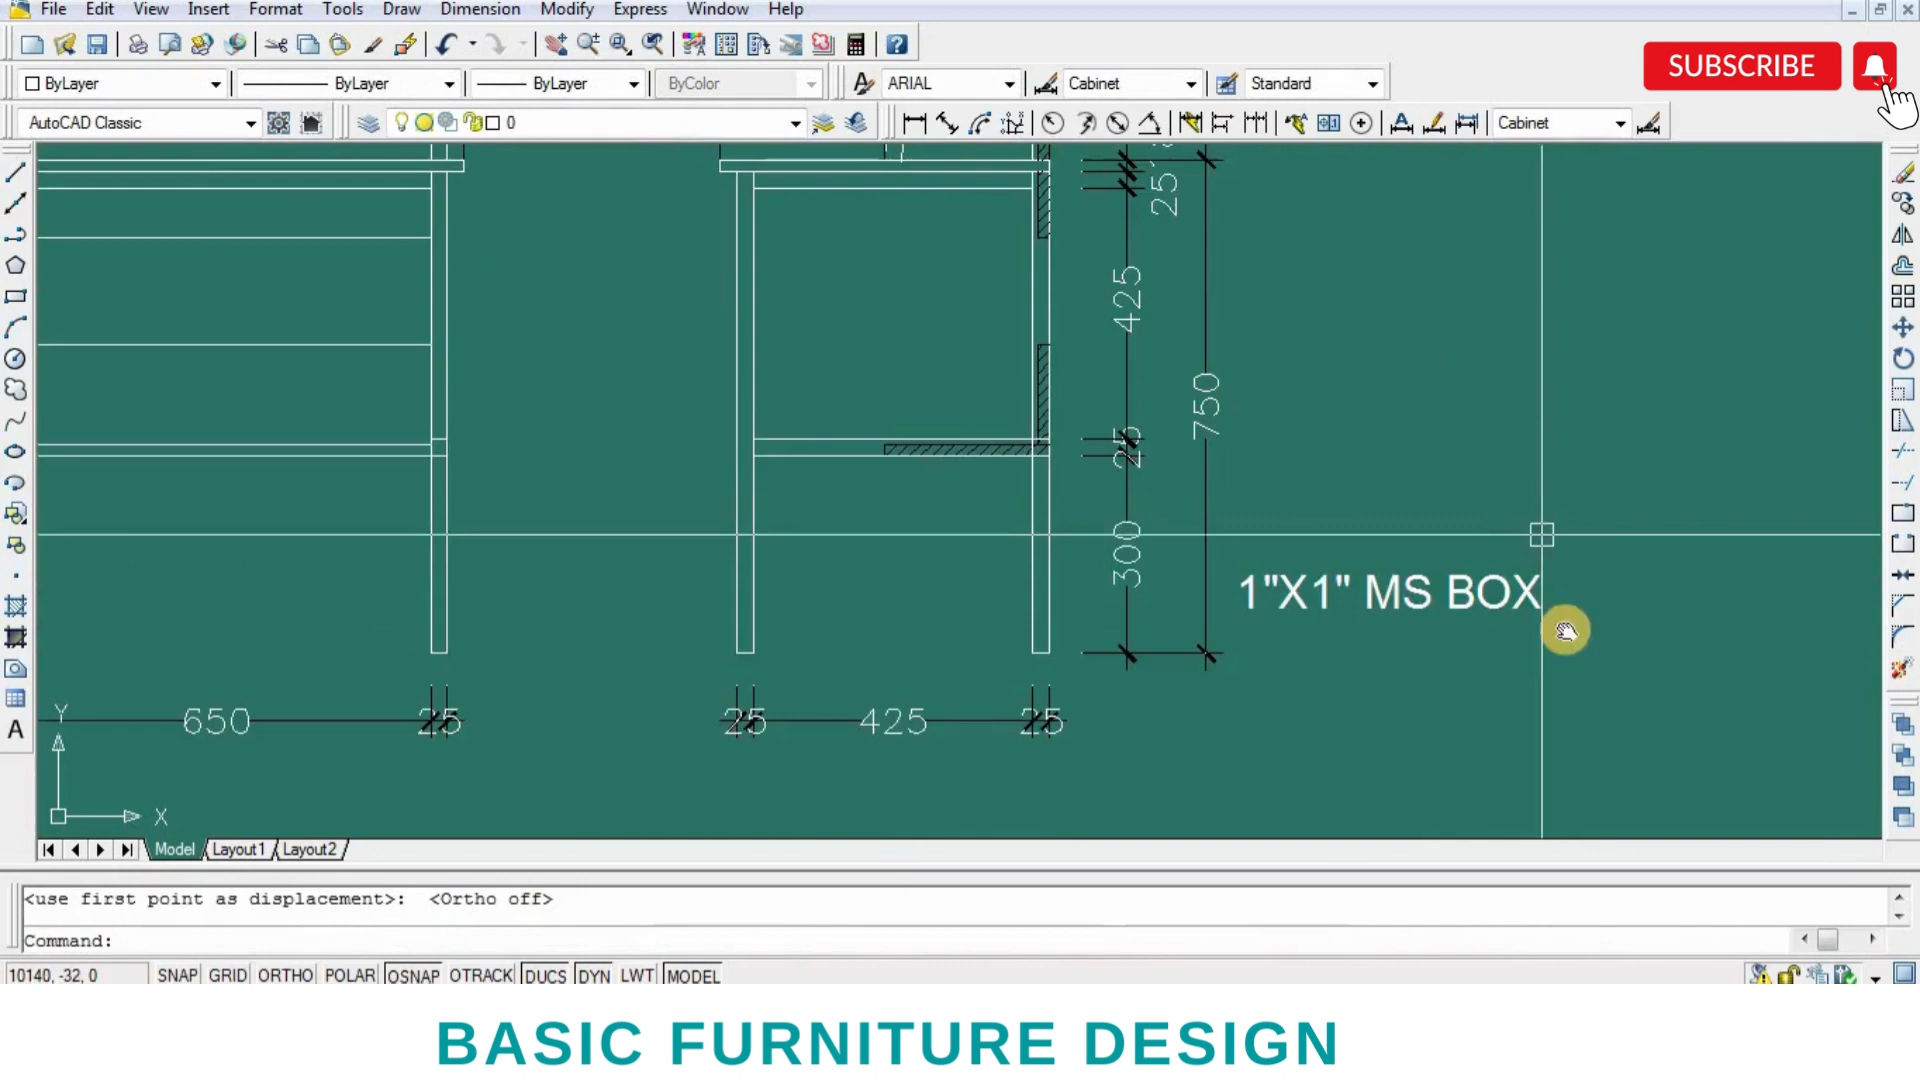 File Edit View Insert Format Tools Draw Dimension Modify Express Window Help
SUBSCRIBE
ByLayer ByLayer ByLayer ByColor ARIAL Cabinet Standard
AutoCAD Classic 0 Cabinet
25
425
750
25
300
1"X1" MS BOX
650 25 25 425 25
Y
X
Model Layout1 Layout2
<use first point as displacement>: <Ortho off>
Command:
10140, -32, 0 SNAP GRID ORTHO POLAR OSNAP OTRACK DUCS DYN LWT MODEL
BASIC FURNITURE DESIGN